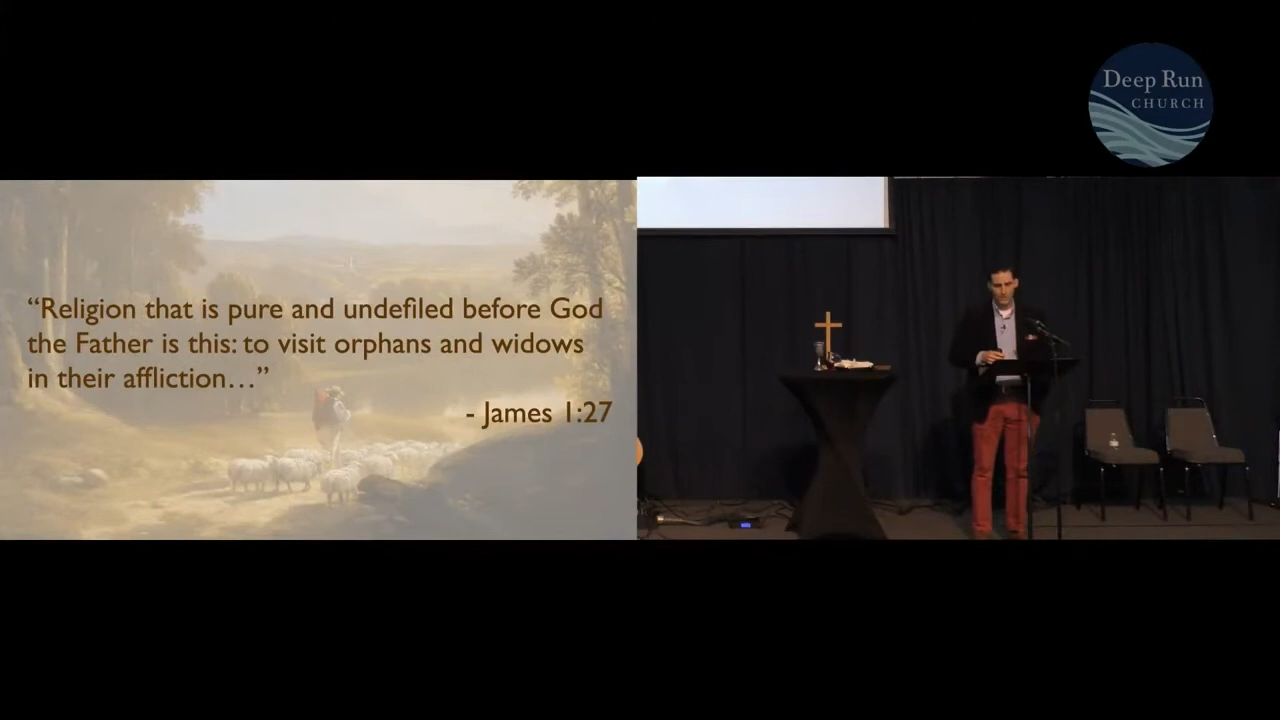 Deep Run
CHURCH
“Religion that is pure and undefiled before God
the Father is this: to visit orphans and widows
in their affliction…”
- James 1:27